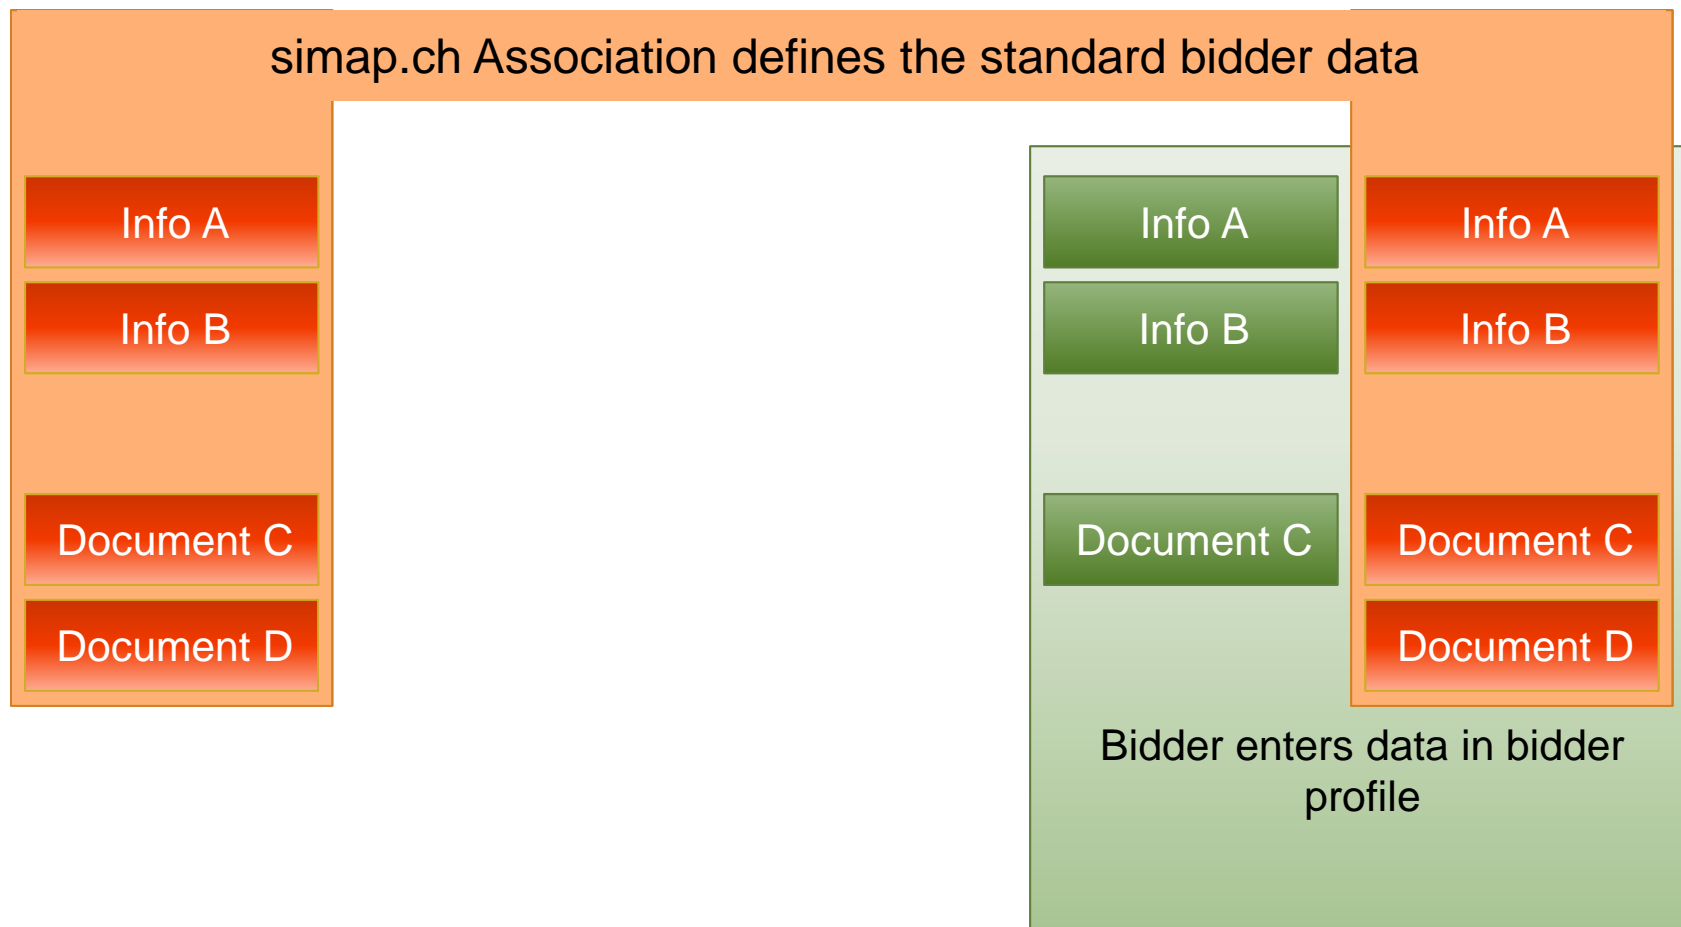 simap.ch Association defines the standard bidder data
Info A
Info B
Document C
Document D
Info A
Info B
Document C
Info A
Info B
Document C
Document D
Bidder enters data in bidder
profile